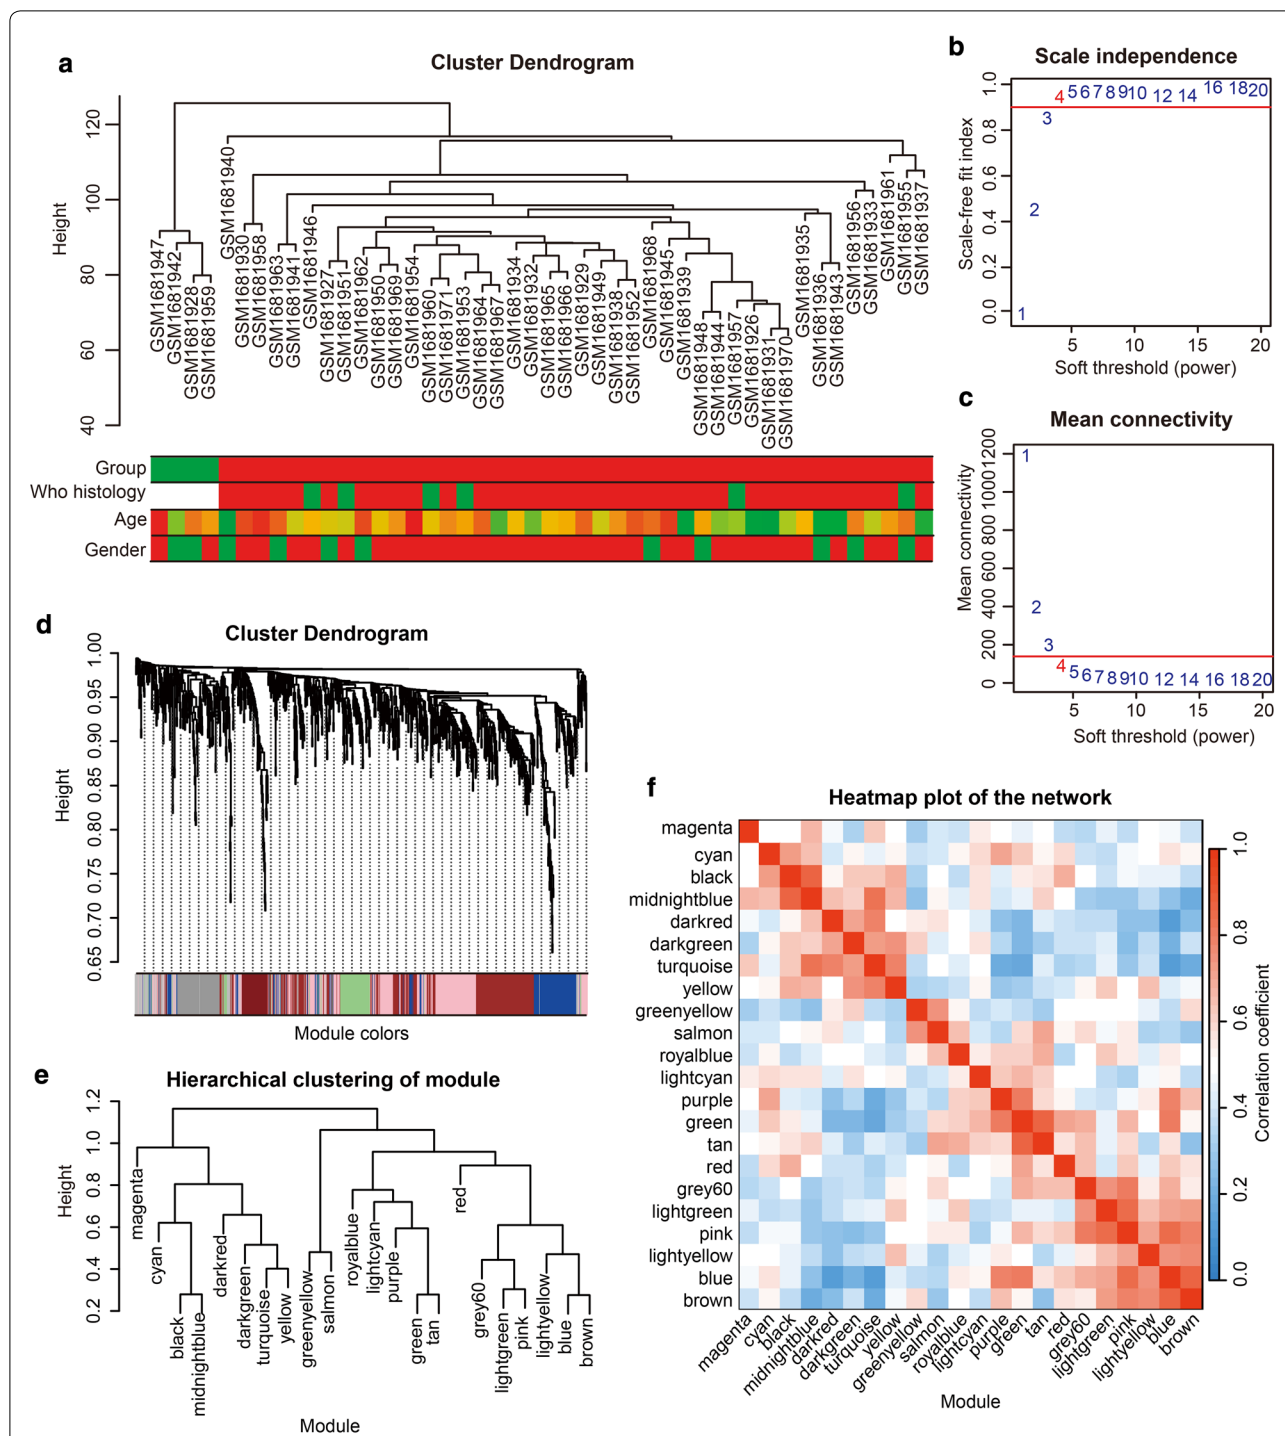 a
Cluster Dendrogram
Height
120
100
80
60
40
GSM1681947
GSM1681942
GSM1681928
GSM1681959
GSM1681940
GSM1681930
GSM1681958
GSM1681963
GSM1681941
GSM1681946
GSM1681927
GSM1681951
GSM1681962
GSM1681950
GSM1681969
GSM1681954
GSM1681960
GSM1681971
GSM1681953
GSM1681964
GSM1681967
GSM1681934
GSM1681932
GSM1681965
GSM1681966
GSM1681929
GSM1681949
GSM1681938
GSM1681952
GSM1681968
GSM1681945
GSM1681939
GSM1681948
GSM1681944
GSM1681957
GSM1681926
GSM1681931
GSM1681970
GSM1681935
GSM1681936
GSM1681943
GSM1681956
GSM1681933
GSM1681961
GSM1681955
GSM1681937
Group
Who histology
Age
Gender
b
Scale independence
Scale-free fit index
1.0
0.8
0.6
0.4
0.2
0.0
1
2
3
4 5 6 7 8 9 10 12 14 16 18 20
5 10 15 20
Soft threshold (power)
c
Mean connectivity
Mean connectivity
1200
1000
800
600
400
200
0
1
2
3
4 5 6 7 8 9 10 12 14 16 18 20
5 10 15 20
Soft threshold (power)
d
Cluster Dendrogram
Height
1.00
0.95
0.90
0.85
0.80
0.75
0.70
0.65
Module colors
e
Hierarchical clustering of module
Height
1.2
1.0
0.8
0.6
0.4
0.2
magenta
cyan
black
midnightblue
darkred
darkgreen
turquoise
yellow
greenyellow
salmon
royalblue
lightcyan
purple
green
tan
red
grey60
lightgreen
pink
lightyellow
blue
brown
Module
f
Heatmap plot of the network
magenta
cyan
black
midnightblue
darkred
darkgreen
turquoise
yellow
greenyellow
salmon
royalblue
lightcyan
purple
green
tan
red
grey60
lightgreen
pink
lightyellow
blue
brown
magenta
cyan
black
midnightblue
darkred
darkgreen
turquoise
yellow
greenyellow
salmon
royalblue
lightcyan
purple
green
tan
red
grey60
lightgreen
pink
lightyellow
blue
brown
Module
1.0
0.8
0.6
0.4
0.2
0.0
Correlation coefficient